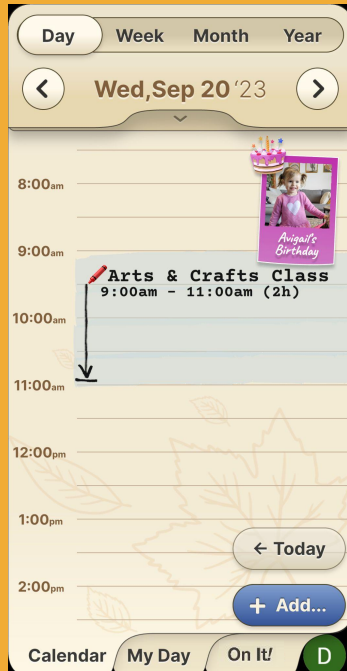 Day Week Month Year
Wed,Sep 20 '23
8:00am
Avigail's
Birthday
9:00am
Arts & Crafts Class
9:00am - 11:00am (2h)
10:00am
11:00am
12:00pm
1:00pm
← Today
2:00pm
+ Add...
Calendar My Day On It! D